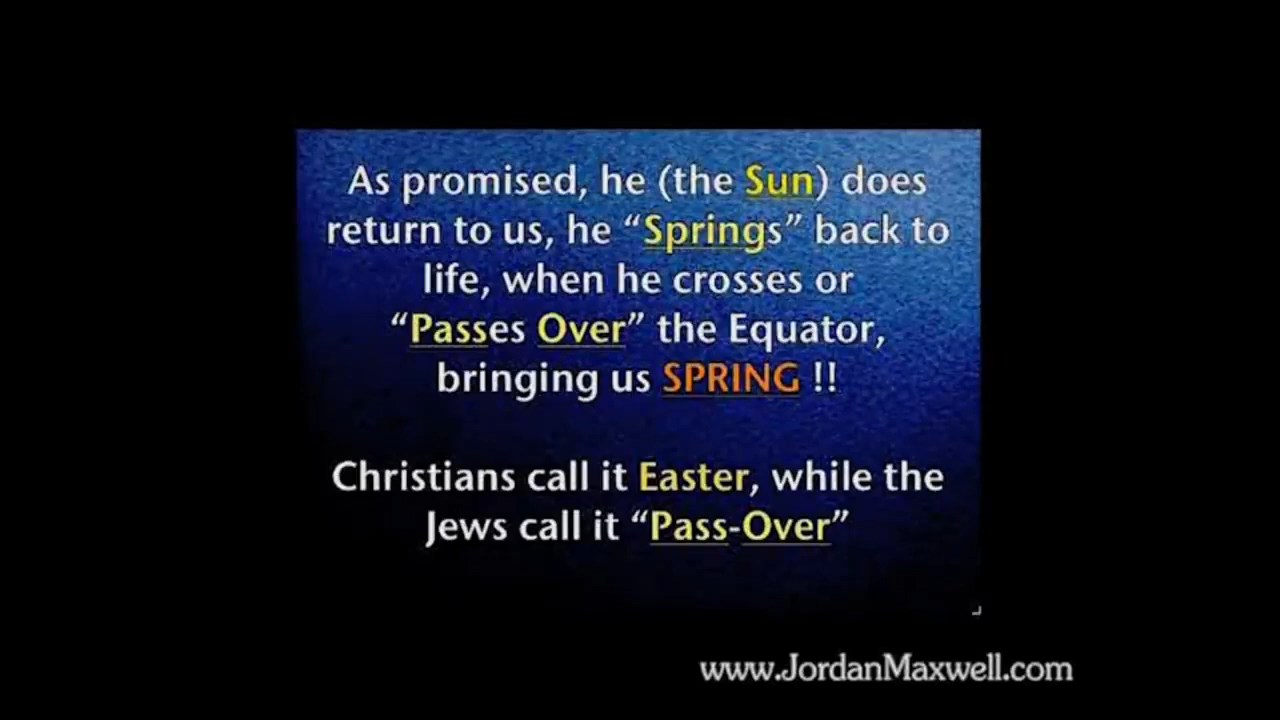 As promised, he (the Sun) does
return to us, he “Springs” back to
life, when he crosses or
“Passes Over” the Equator,
bringing us SPRING !!
Christians call it Easter, while the
Jews call it “Pass-Over”
www.JordanMaxwell.com